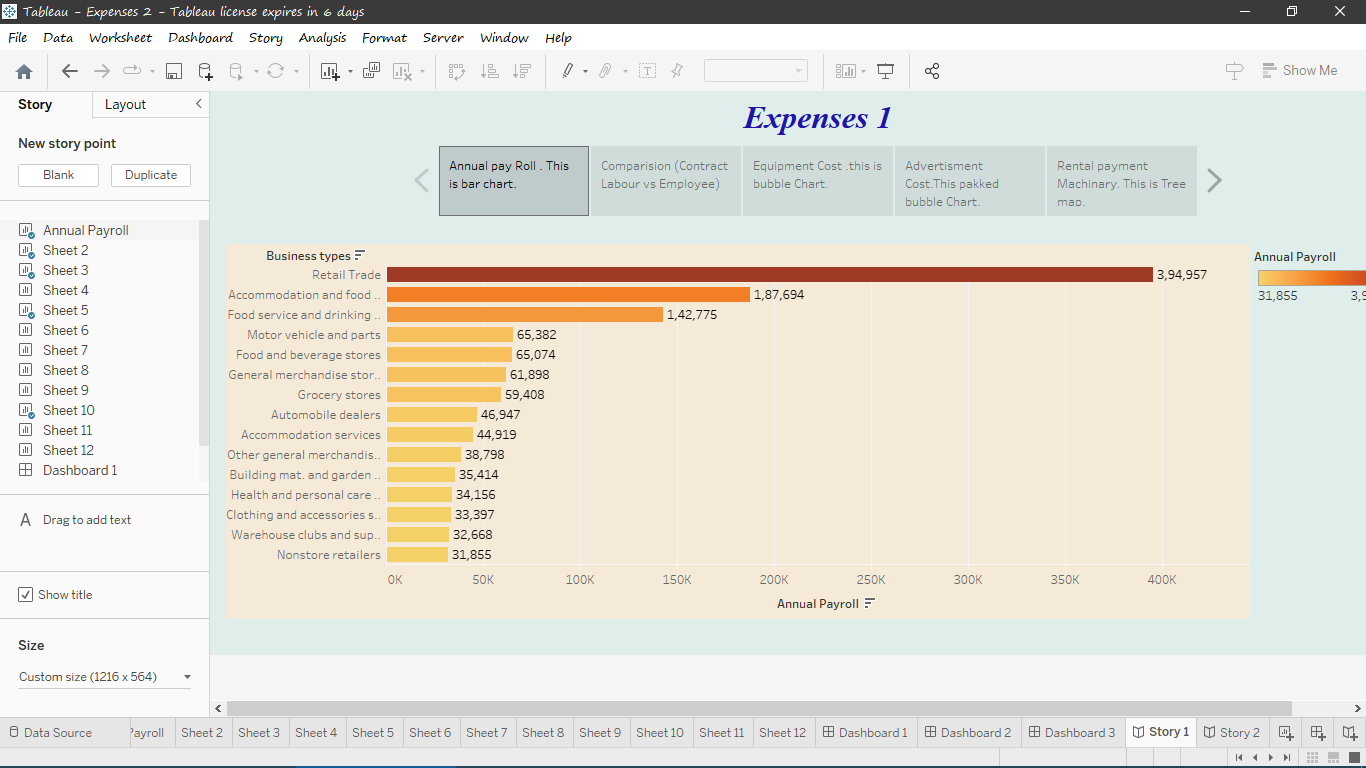 Tableau - Expenses 2 - Tableau license expires in 6 days
File Data Worksheet Dashboard Story Analysis Format Server Window Help
Show Me
Story Layout
New story point
Blank Duplicate
Annual Payroll
Sheet 2
Sheet 3
Sheet 4
Sheet 5
Sheet 6
Sheet 7
Sheet 8
Sheet 9
Sheet 10
Sheet 11
Sheet 12
Dashboard 1
A Drag to add text
Show title
Size
Custom size (1216 x 564)
Expenses 1
Annual pay Roll . This
is bar chart.
Comparision (Contract
Labour vs Employee)
Equipment Cost .this is
bubble Chart.
Advertisment
Cost.This pakked
bubble Chart.
Rental payment
Machinary. This is Tree
map.
Business types
Retail Trade 3,94,957
Accommodation and food .. 1,87,694
Food service and drinking .. 1,42,775
Motor vehicle and parts 65,382
Food and beverage stores 65,074
General merchandise stor.. 61,898
Grocery stores 59,408
Automobile dealers 46,947
Accommodation services 44,919
Other general merchandis.. 38,798
Building mat. and garden .. 35,414
Health and personal care .. 34,156
Clothing and accessories s.. 33,397
Warehouse clubs and sup.. 32,668
Nonstore retailers 31,855
0K 50K 100K 150K 200K 250K 300K 350K 400K
Annual Payroll
Annual Payroll
31,855 3,9
Data Source Payroll Sheet 2 Sheet 3 Sheet 4 Sheet 5 Sheet 6 Sheet 7 Sheet 8 Sheet 9 Sheet 10 Sheet 11 Sheet 12 Dashboard 1 Dashboard 2 Dashboard 3 Story 1 Story 2